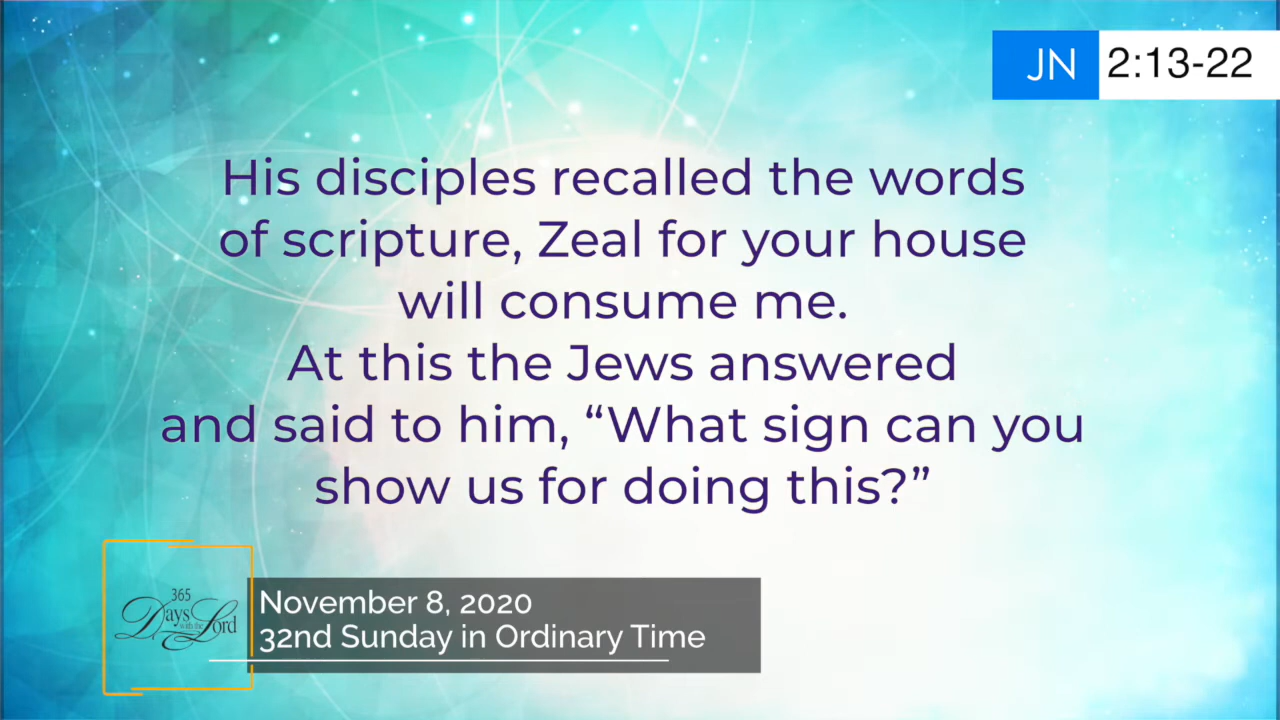 JN 2:13-22
His disciples recalled the words
of scripture, Zeal for your house
will consume me.
At this the Jews answered
and said to him, “What sign can you
show us for doing this?”
365
Days with the Lord
November 8, 2020
32nd Sunday in Ordinary Time